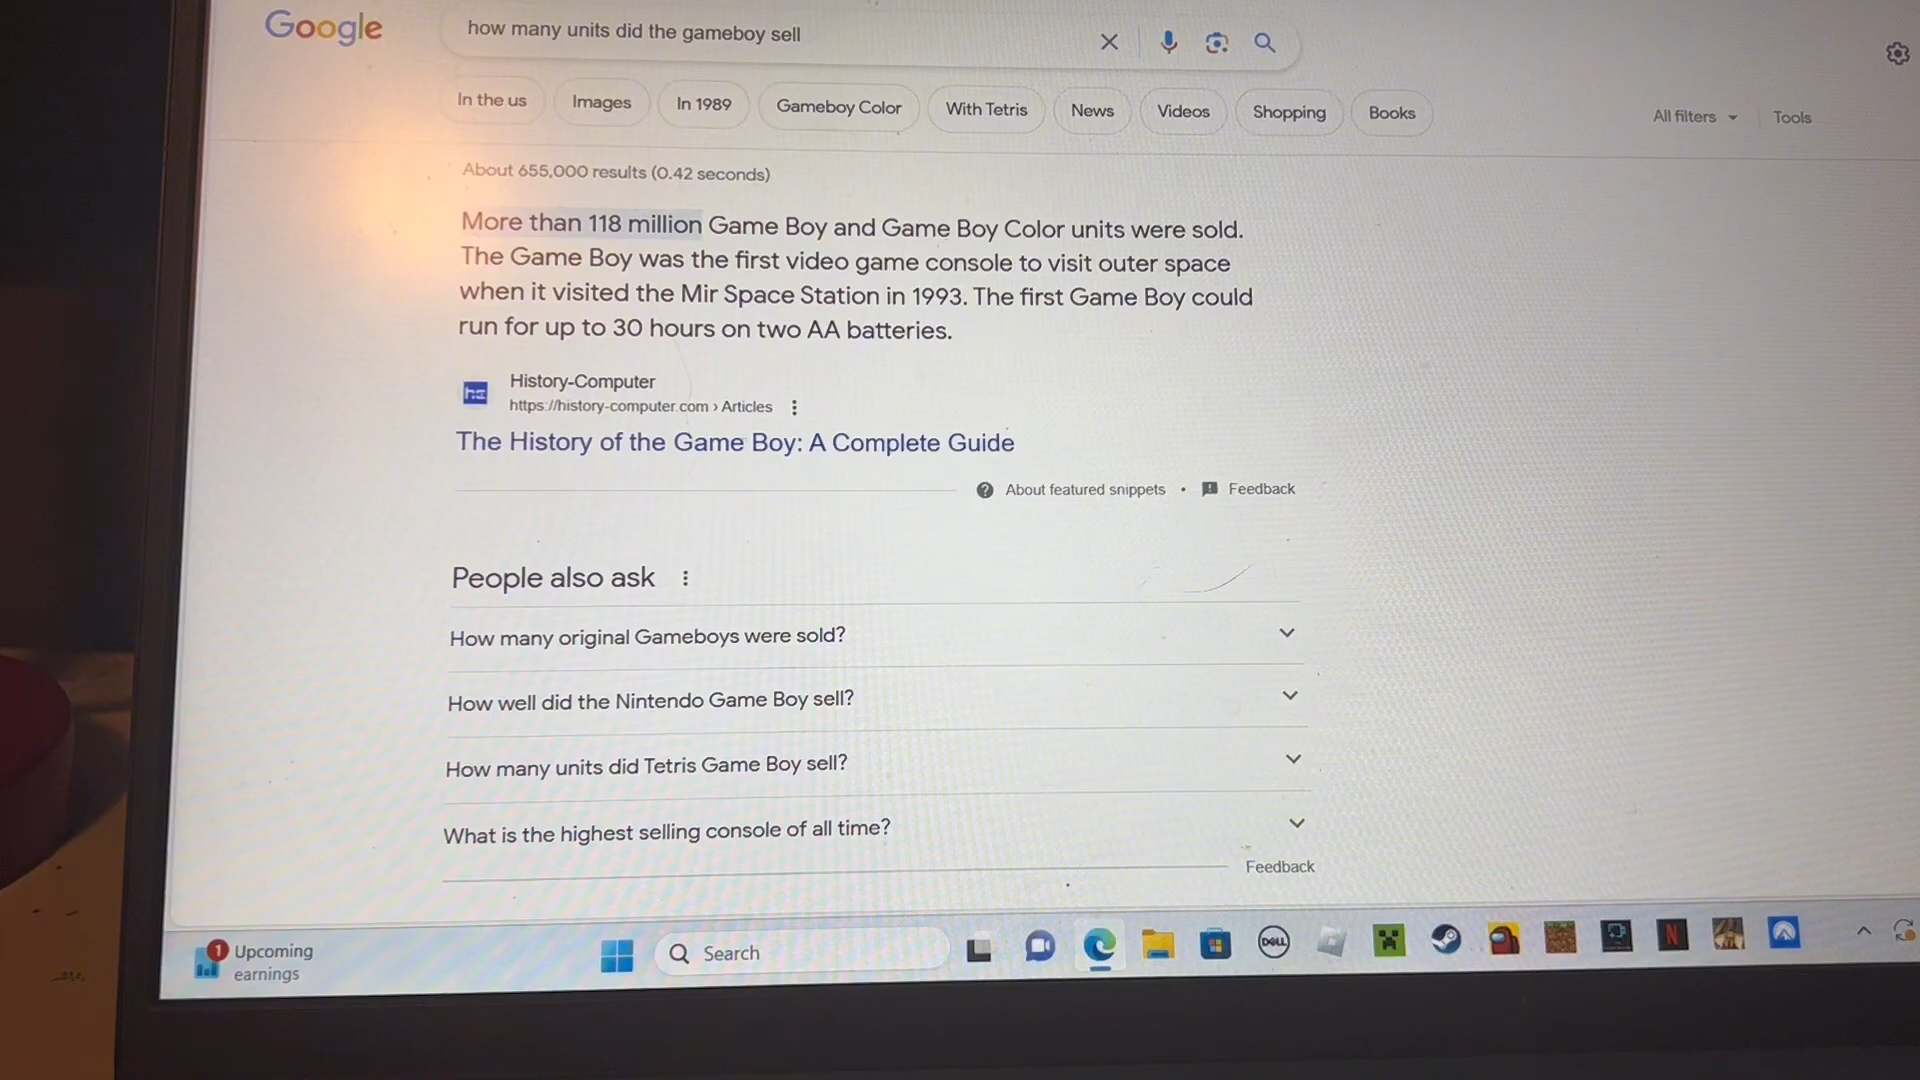 Google
how many units did the gameboy sell
In the us
Images
In 1989
Gameboy Color
With Tetris
News
Videos
Shopping
Books
All filters
Tools
About 655,000 results (0.42 seconds)
More than 118 million Game Boy and Game Boy Color units were sold.
The Game Boy was the first video game console to visit outer space
when it visited the Mir Space Station in 1993. The first Game Boy could
run for up to 30 hours on two AA batteries.
History-Computer
https://history-computer.com › Articles
The History of the Game Boy: A Complete Guide
About featured snippets • Feedback
People also ask
How many original Gameboys were sold?
How well did the Nintendo Game Boy sell?
How many units did Tetris Game Boy sell?
What is the highest selling console of all time?
Feedback
1
Upcoming
earnings
Search
DELL
N